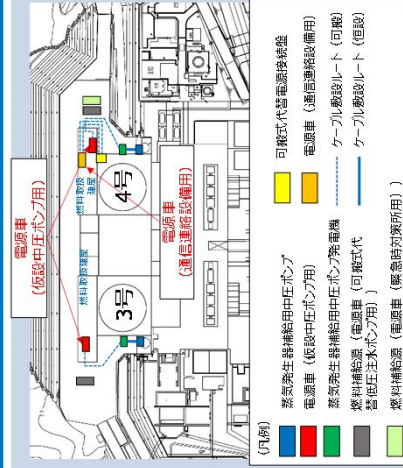 電源車
(仮設中圧ポンプ用)
燃料取扱
建屋
燃料取扱建屋
3号
4号
電源車
(通信連絡設備用)
(凡例)
蒸気発生器補給用中圧ポンプ
電源車(仮設中圧ポンプ用)
蒸気発生器補給用中圧ポンプ発電機
燃料補給源(電源車(可搬式代
替低圧注水ポンプ用))
燃料補給源(電源車(緊急時対策所用))
可搬式代替電源接続盤
電源車(通信連絡設備用)
ケーブル敷設ルート(可搬)
ケーブル敷設ルート(恒設)